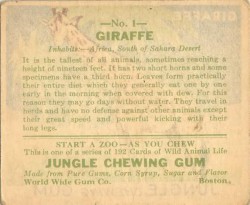 —No. 1—
GIRAFFE
Inhabits—Africa, South of Sahara Desert
It is the tallest of all animals, sometimes reaching a
height of nineteen feet. It has two short horns and some
specimens have a third horn. Leaves form practically
their entire diet which they generally eat one by one
early in the morning when covered with dew. For this
reason they may go days without water. They travel in
herds and have no defense against other animals except
their great speed and powerful kicking with their
long legs.
START A ZOO—AS YOU CHEW
This is one of a series of 192 Cards of Wild Animal Life
JUNGLE CHEWING GUM
Made from Pure Gums, Corn Syrup, Sugar and Flavor
World Wide Gum Co. Boston,